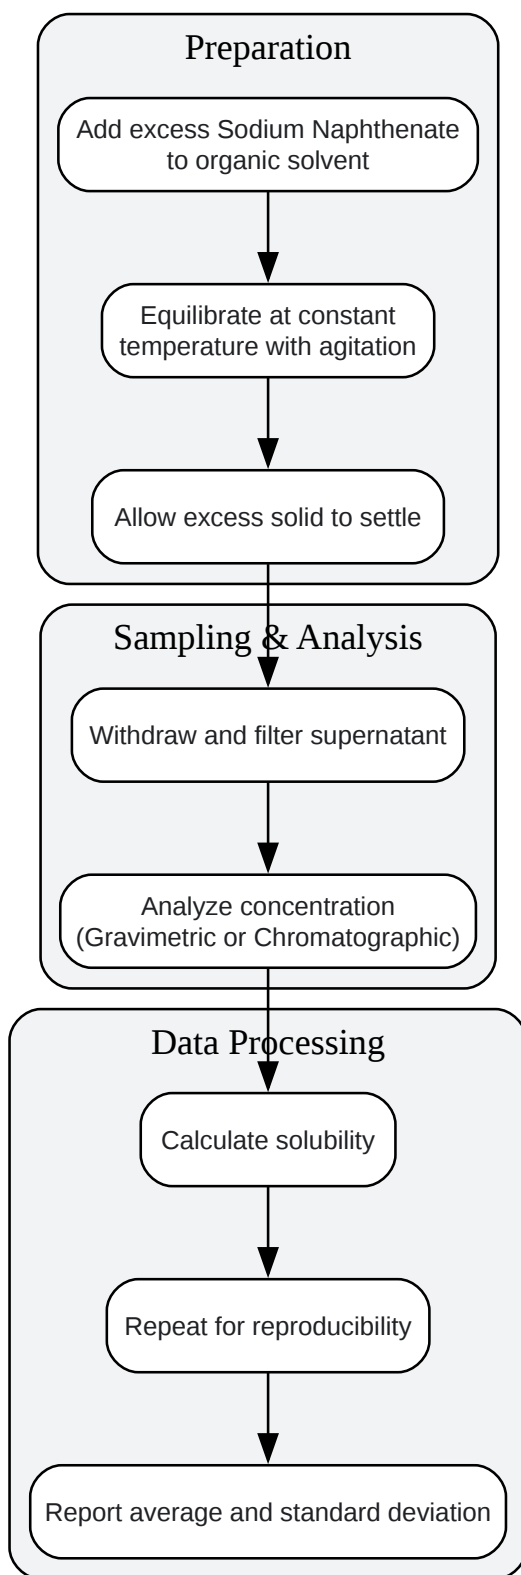 Preparation
Add excess Sodium Naphthenate
to organic solvent
Equilibrate at constant
temperature with agitation
Allow excess solid to settle
Sampling & Analysis
Withdraw and filter supernatant
Analyze concentration
(Gravimetric or Chromatographic)
Data Processing
Calculate solubility
Repeat for reproducibility
Report average and standard deviation